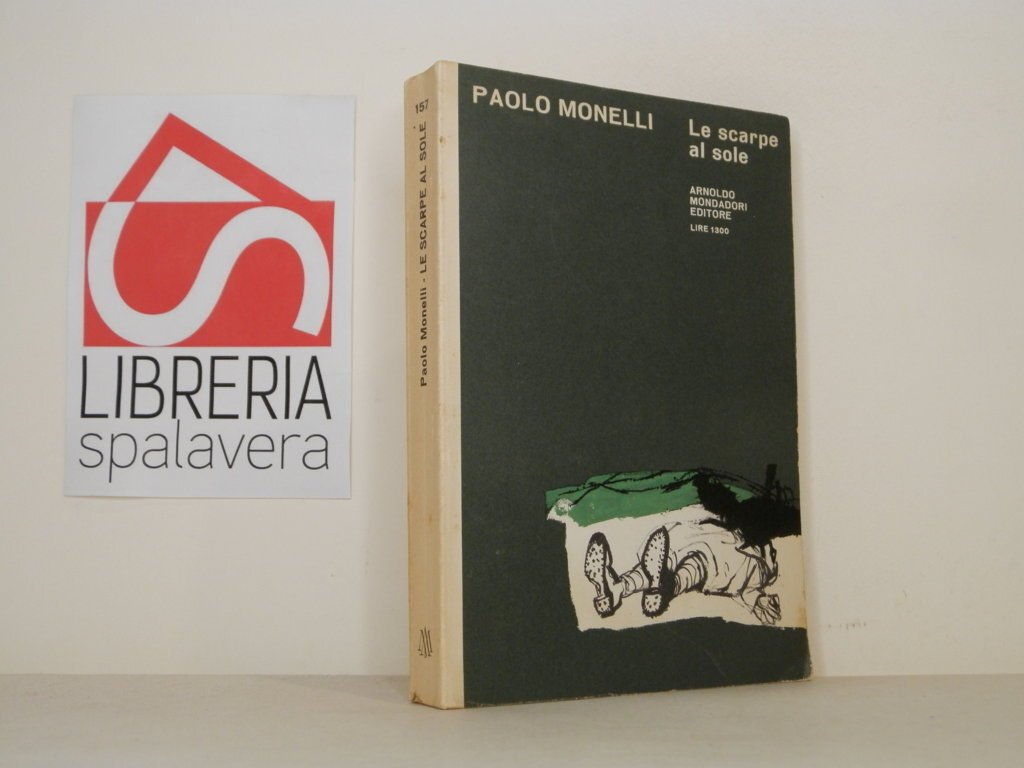 LIBRERIA
spalavera
157
Paolo Monelli - LE SCARPE AL SOLE
PAOLO MONELLI
Le scarpe
al sole
ARNOLDO
MONDADORI
EDITORE
LIRE 1300